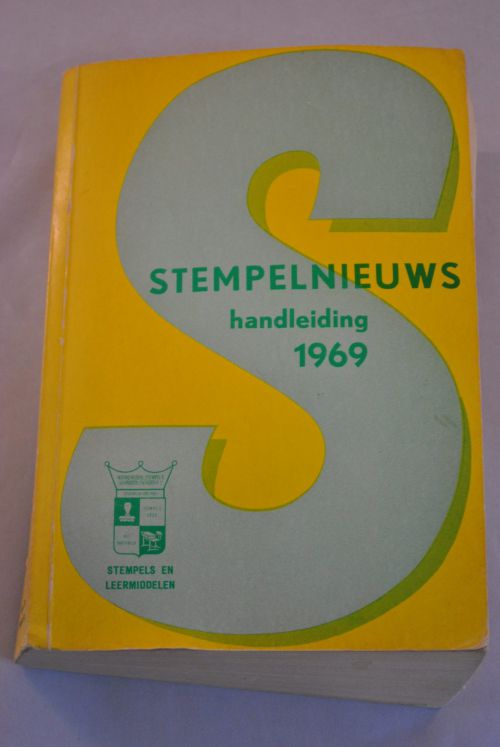 STEMPELNIEUWS
handleiding
1969
STEMPELS EN
LEERMIDDELEN